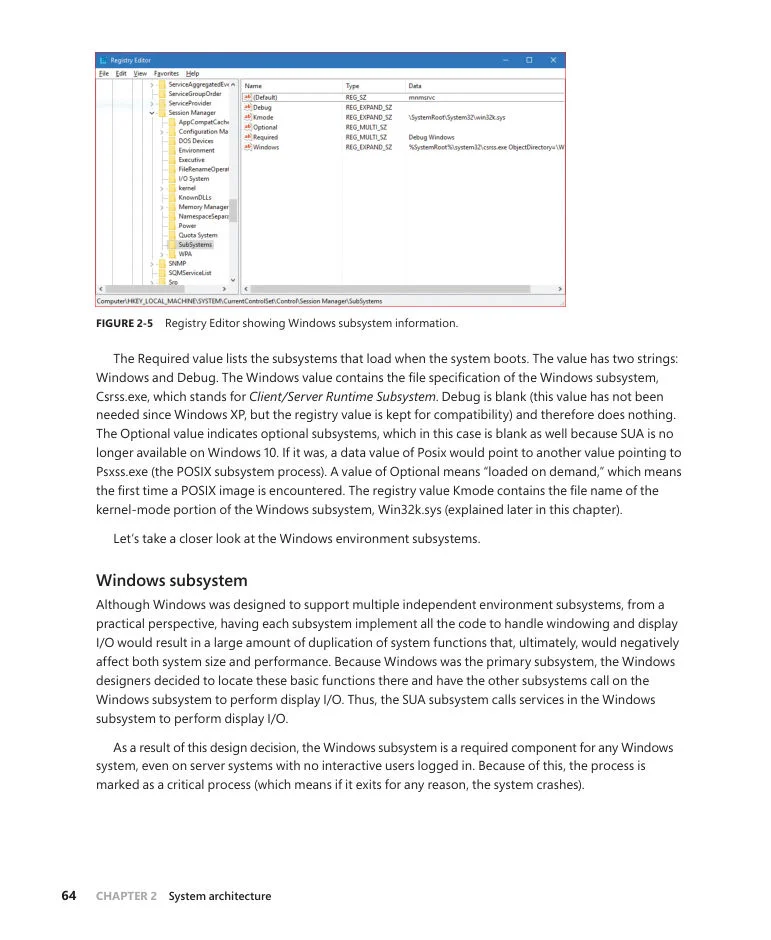 Registry Editor
File Edit View Favorites Help
ServiceAggregatedEve
ServiceGroupOrder
ServiceProvider
Session Manager
AppCompatCache
Configuration Ma
DOS Devices
Environment
Executive
FileRenameOperat
I/O System
kernel
KnownDLLs
Memory Manager
NamespaceSepara
Power
Quota System
SubSystems
WPA
SNMP
SQMServiceList
Srp
Name Type Data
(Default) REG_SZ mnmsrvc
Debug REG_EXPAND_SZ
Kmode REG_EXPAND_SZ \SystemRoot\System32\win32k.sys
Optional REG_MULTI_SZ
Required REG_MULTI_SZ Debug Windows
Windows REG_EXPAND_SZ %SystemRoot%\system32\csrss.exe ObjectDirectory=\W
Computer\HKEY_LOCAL_MACHINE\SYSTEM\CurrentControlSet\Control\Session Manager\SubSystems
FIGURE 2-5 Registry Editor showing Windows subsystem information.
The Required value lists the subsystems that load when the system boots. The value has two strings:
Windows and Debug. The Windows value contains the file specification of the Windows subsystem,
Csrss.exe, which stands for Client/Server Runtime Subsystem. Debug is blank (this value has not been
needed since Windows XP, but the registry value is kept for compatibility) and therefore does nothing.
The Optional value indicates optional subsystems, which in this case is blank as well because SUA is no
longer available on Windows 10. If it was, a data value of Posix would point to another value pointing to
Psxss.exe (the POSIX subsystem process). A value of Optional means “loaded on demand,” which means
the first time a POSIX image is encountered. The registry value Kmode contains the file name of the
kernel-mode portion of the Windows subsystem, Win32k.sys (explained later in this chapter).
Let’s take a closer look at the Windows environment subsystems.
Windows subsystem
Although Windows was designed to support multiple independent environment subsystems, from a
practical perspective, having each subsystem implement all the code to handle windowing and display
I/O would result in a large amount of duplication of system functions that, ultimately, would negatively
affect both system size and performance. Because Windows was the primary subsystem, the Windows
designers decided to locate these basic functions there and have the other subsystems call on the
Windows subsystem to perform display I/O. Thus, the SUA subsystem calls services in the Windows
subsystem to perform display I/O.
As a result of this design decision, the Windows subsystem is a required component for any Windows
system, even on server systems with no interactive users logged in. Because of this, the process is
marked as a critical process (which means if it exits for any reason, the system crashes).
64 CHAPTER 2 System architecture